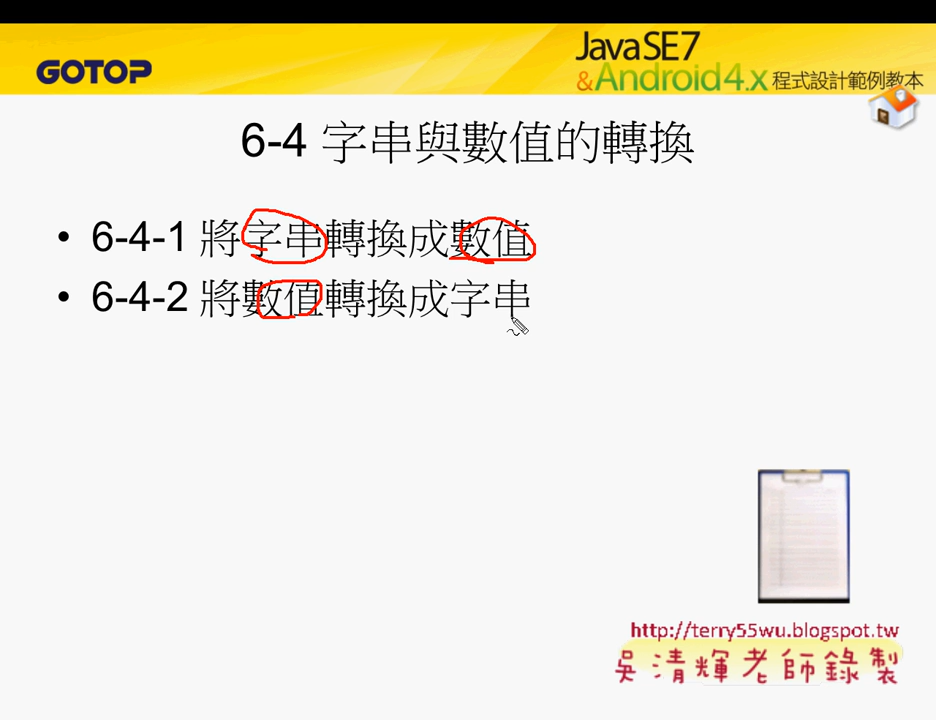 GOTOP
JavaSE7
&Android4.x 程式設計範例教本
6-4 字串與數值的轉換
• 6-4-1 將字串轉換成數值
• 6-4-2 將數值轉換成字串
http://terry55wu.blogspot.tw
吳清輝老師錄製